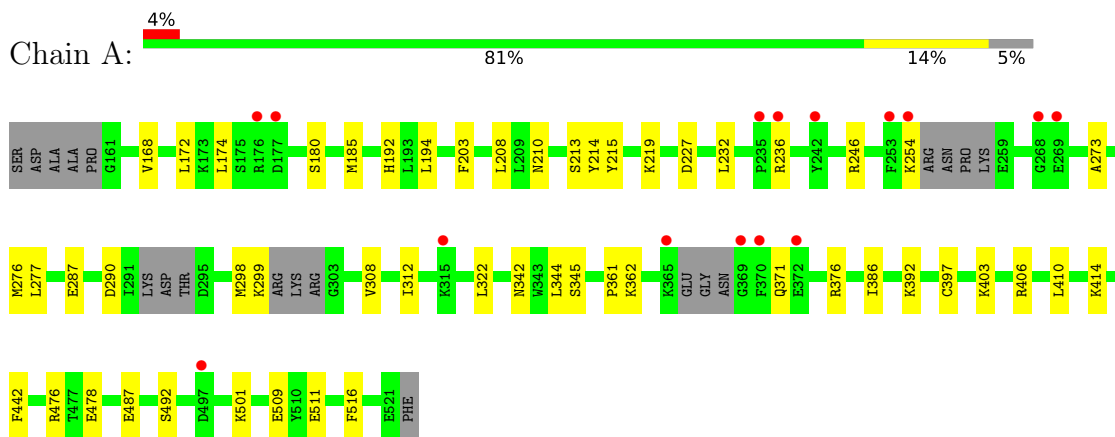 4%
Chain A:
81% 14% 5%
SER ASP ALA ALA PRO G161 V168 L172 K173 L174 S175 R176 D177 S180 M185 H192 L193 L194 F203 L208 L209 N210 S213 Y214 Y215 K219 D227 L232 P235 R236 Y242 R246 F253 K254 ARG ASN PRO LYS E259 G268 E269 A273
M276 L277 E287 D290 I291 LYS ASP THR D295 M298 K299 ARG LYS ARG G303 V308 I312 K315 L322 N342 W343 L344 S345 P361 K362 K365 GLU GLY ASN G369 F370 Q371 E372 R376 I386 K392 C397 K403 R406 L410 K414
F442 R476 T477 E478 E487 S492 D497 K501 E509 Y510 E511 F516 E521 PHE